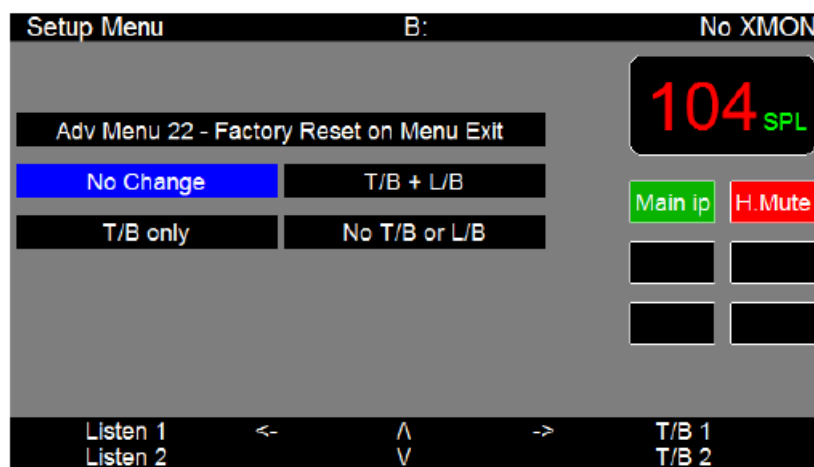 Setup Menu B: No XMON
104 SPL
Adv Menu 22 - Factory Reset on Menu Exit
No Change T/B + L/B
Main ip H.Mute
T/B only No T/B or L/B
Listen 1 <- /\ -> T/B 1
Listen 2 V T/B 2